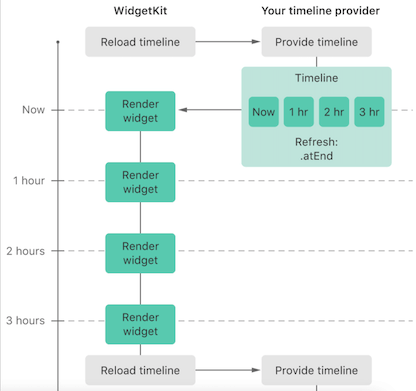 WidgetKit
Your timeline provider
Reload timeline
Provide timeline
Timeline
Now
Render
widget
Now
1 hr
2 hr
3 hr
Refresh:
.atEnd
1 hour
Render
widget
2 hours
Render
widget
3 hours
Render
widget
Reload timeline
Provide timeline